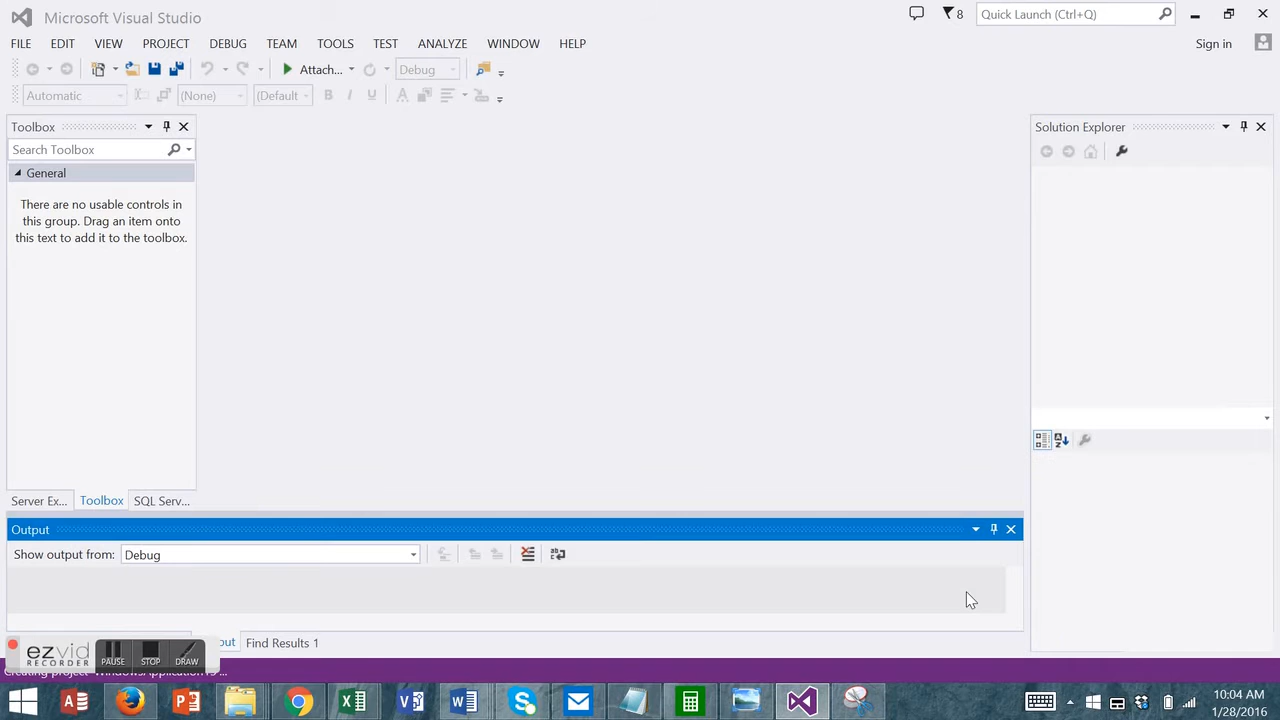 Microsoft Visual Studio
8
Quick Launch (Ctrl+Q)
FILE EDIT VIEW PROJECT DEBUG TEAM TOOLS TEST ANALYZE WINDOW HELP
Sign in
Attach...
Debug
Automatic
(None)
(Default
B I U A
Toolbox
Search Toolbox
General
There are no usable controls in
this group. Drag an item onto
this text to add it to the toolbox.
Server Ex... Toolbox SQL Serv...
Solution Explorer
Output
Show output from: Debug
Find Results 1
ezvid
RECORDER
PAUSE STOP DRAW
10:04 AM
1/28/2016